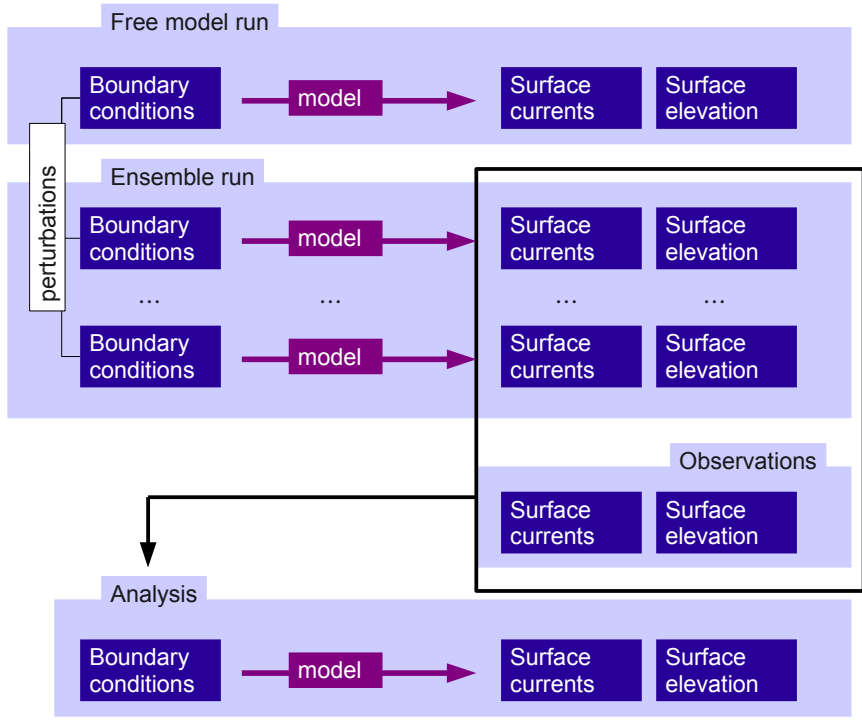 Free model run
Boundary
conditions
model
Surface
currents
Surface
elevation
perturbations
Ensemble run
Boundary
conditions
model
Surface
currents
Surface
elevation
...
...
...
...
Boundary
conditions
model
Surface
currents
Surface
elevation
Observations
Surface
currents
Surface
elevation
Analysis
Boundary
conditions
model
Surface
currents
Surface
elevation